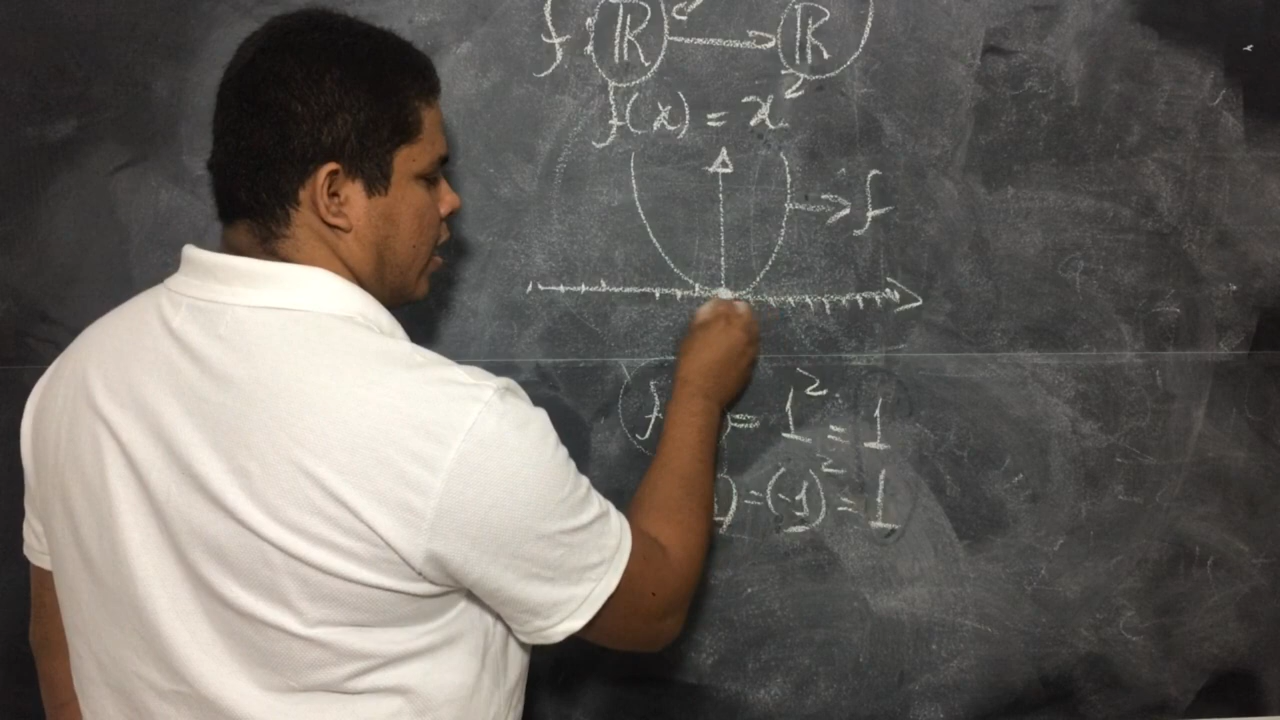 f: ℝ → ℝ
f(x) = x²
→ f
f = 1² = 1
) = (-1)² = 1